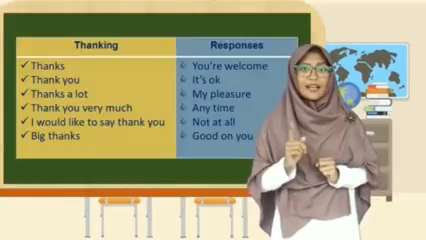 Thanking Responses
Thanks You're welcome
Thank you It's ok
Thanks a lot My pleasure
Thank you very much Any time
I would like to say thank you Not at all
Big thanks Good on you